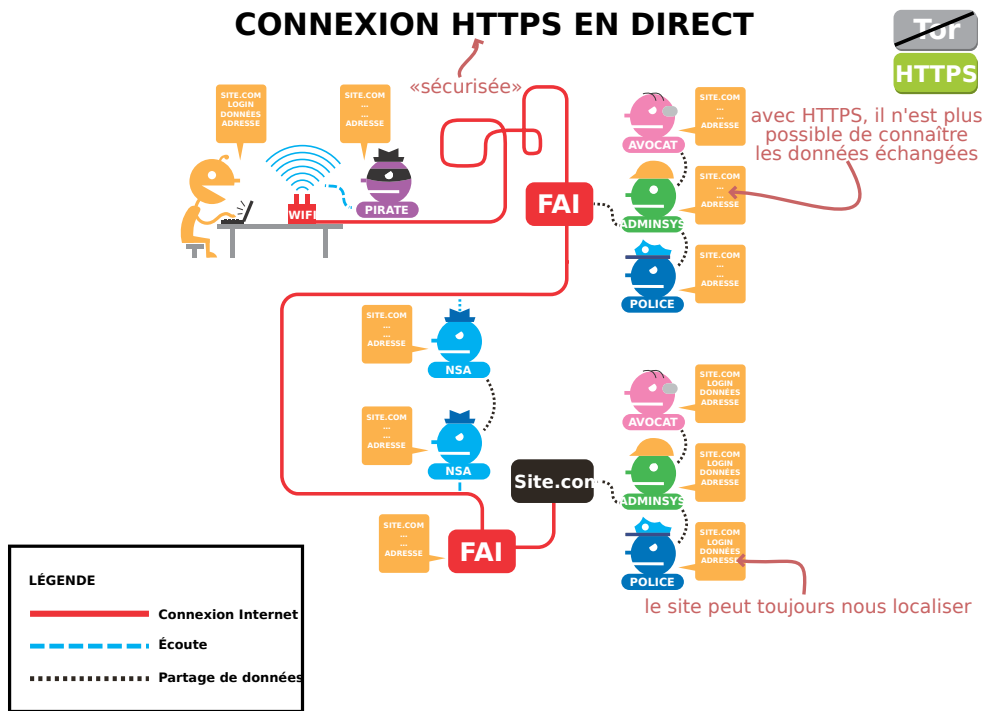 CONNEXION HTTPS EN DIRECT
Tor
HTTPS
«sécurisée»
SITE.COM
LOGIN
DONNÉES
ADRESSE
SITE.COM
...
ADRESSE
WIFI
PIRATE
FAI
AVOCAT
SITE.COM
...
...
ADRESSE
ADMINSYS
SITE.COM
...
...
ADRESSE
POLICE
SITE.COM
...
...
ADRESSE
avec HTTPS, il n'est plus
possible de connaître
les données échangées
SITE.COM
...
...
ADRESSE
NSA
SITE.COM
...
...
ADRESSE
NSA
Site.com
SITE.COM
...
...
ADRESSE
FAI
AVOCAT
SITE.COM
LOGIN
DONNÉES
ADRESSE
ADMINSYS
SITE.COM
LOGIN
DONNÉES
ADRESSE
POLICE
SITE.COM
LOGIN
DONNÉES
ADRESSE
le site peut toujours nous localiser
LÉGENDE
Connexion Internet
Écoute
Partage de données